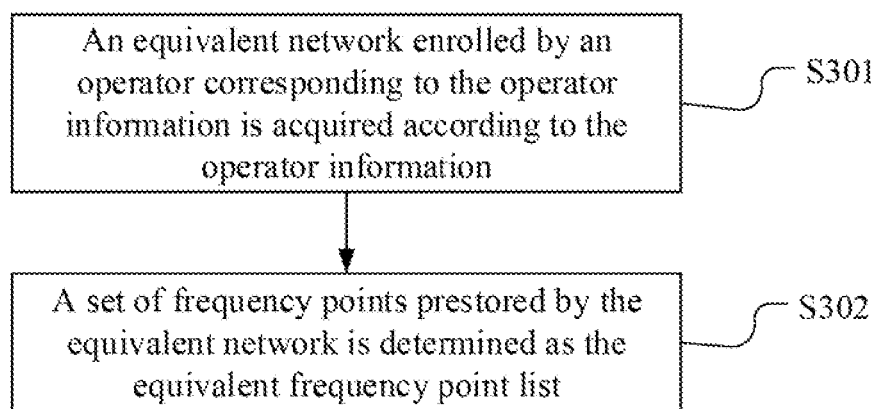 An equivalent network enrolled by an
operator corresponding to the operator
information is acquired according to the
operator information
S301
A set of frequency points prestored by the
equivalent network is determined as the
equivalent frequency point list
S302